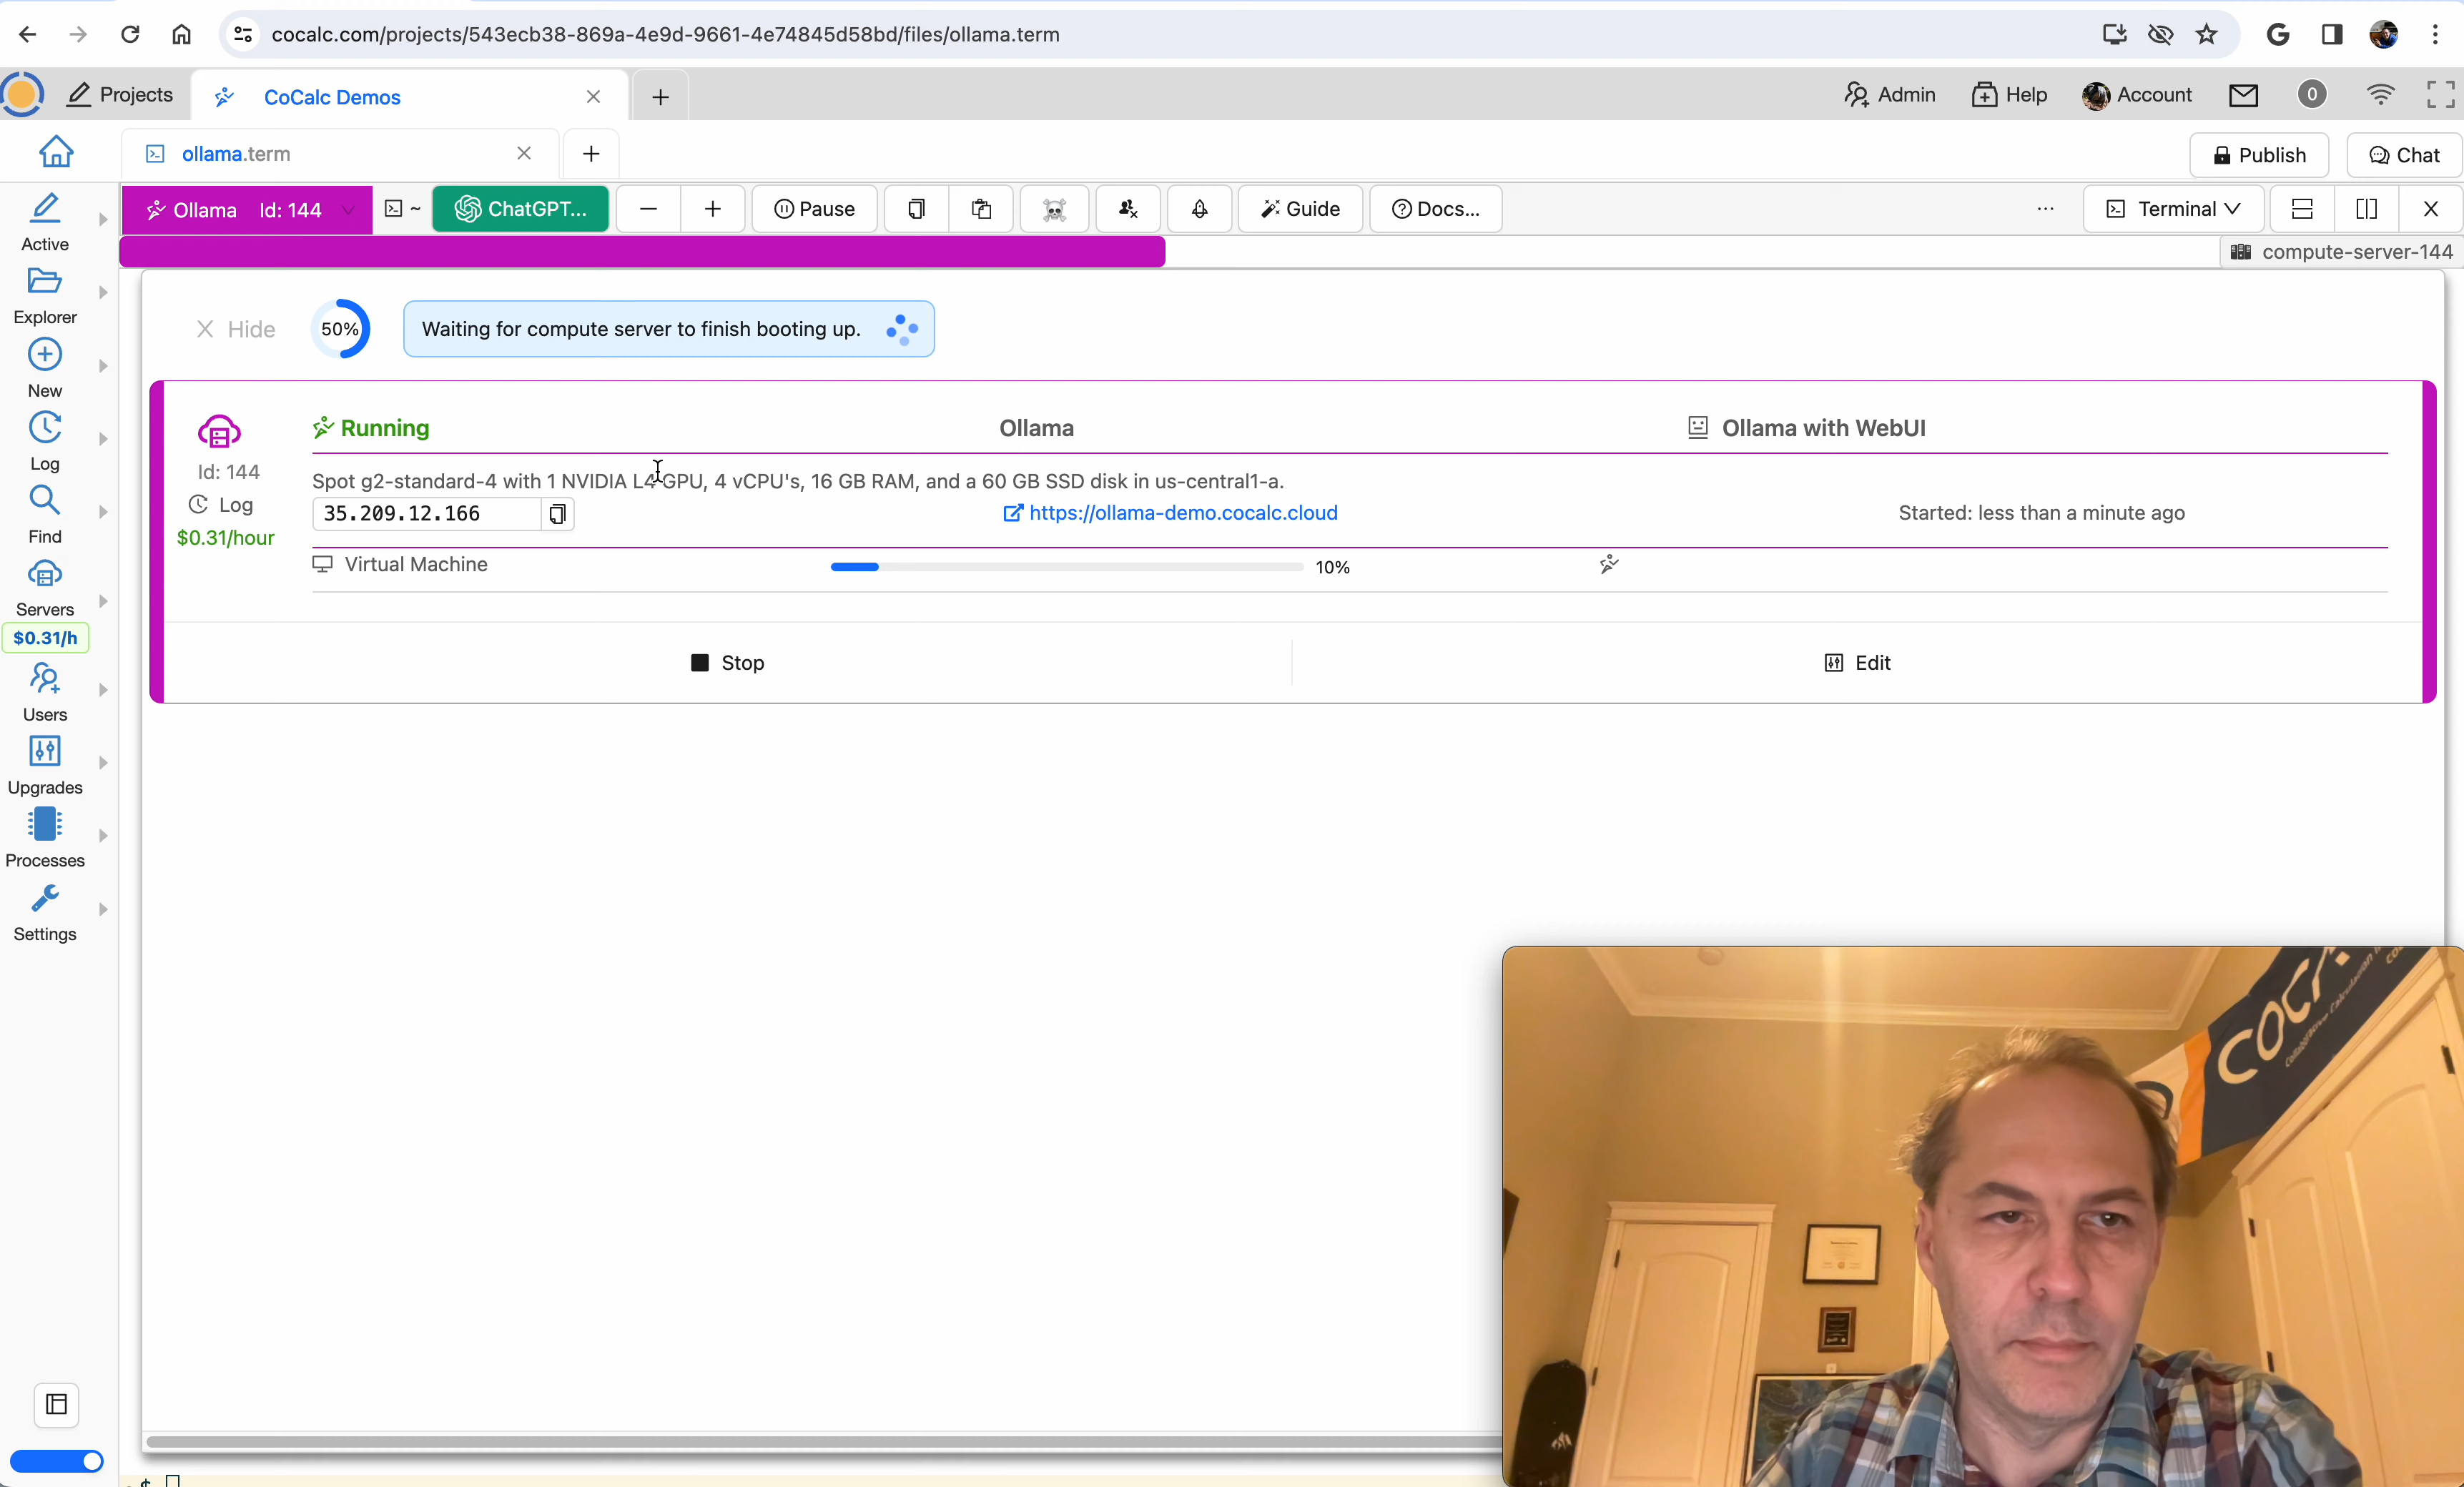 cocalc.com/projects/543ecb38-869a-4e9d-9661-4e74845d58bd/files/ollama.term
Projects
CoCalc Demos
Admin
Help
Account
0
ollama.term
Publish
Chat
Active
Explorer
New
Log
Find
Servers
$0.31/h
Users
Upgrades
Processes
Settings
Ollama Id: 144
~
ChatGPT...
Pause
Guide
Docs...
Terminal
compute-server-144
Hide
50%
Waiting for compute server to finish booting up.
Id: 144
Log
$0.31/hour
Running
Ollama
Ollama with WebUI
Spot g2-standard-4 with 1 NVIDIA L4 GPU, 4 vCPU's, 16 GB RAM, and a 60 GB SSD disk in us-central1-a.
35.209.12.166
https://ollama-demo.cocalc.cloud
Started: less than a minute ago
Virtual Machine
10%
Stop
Edit
$